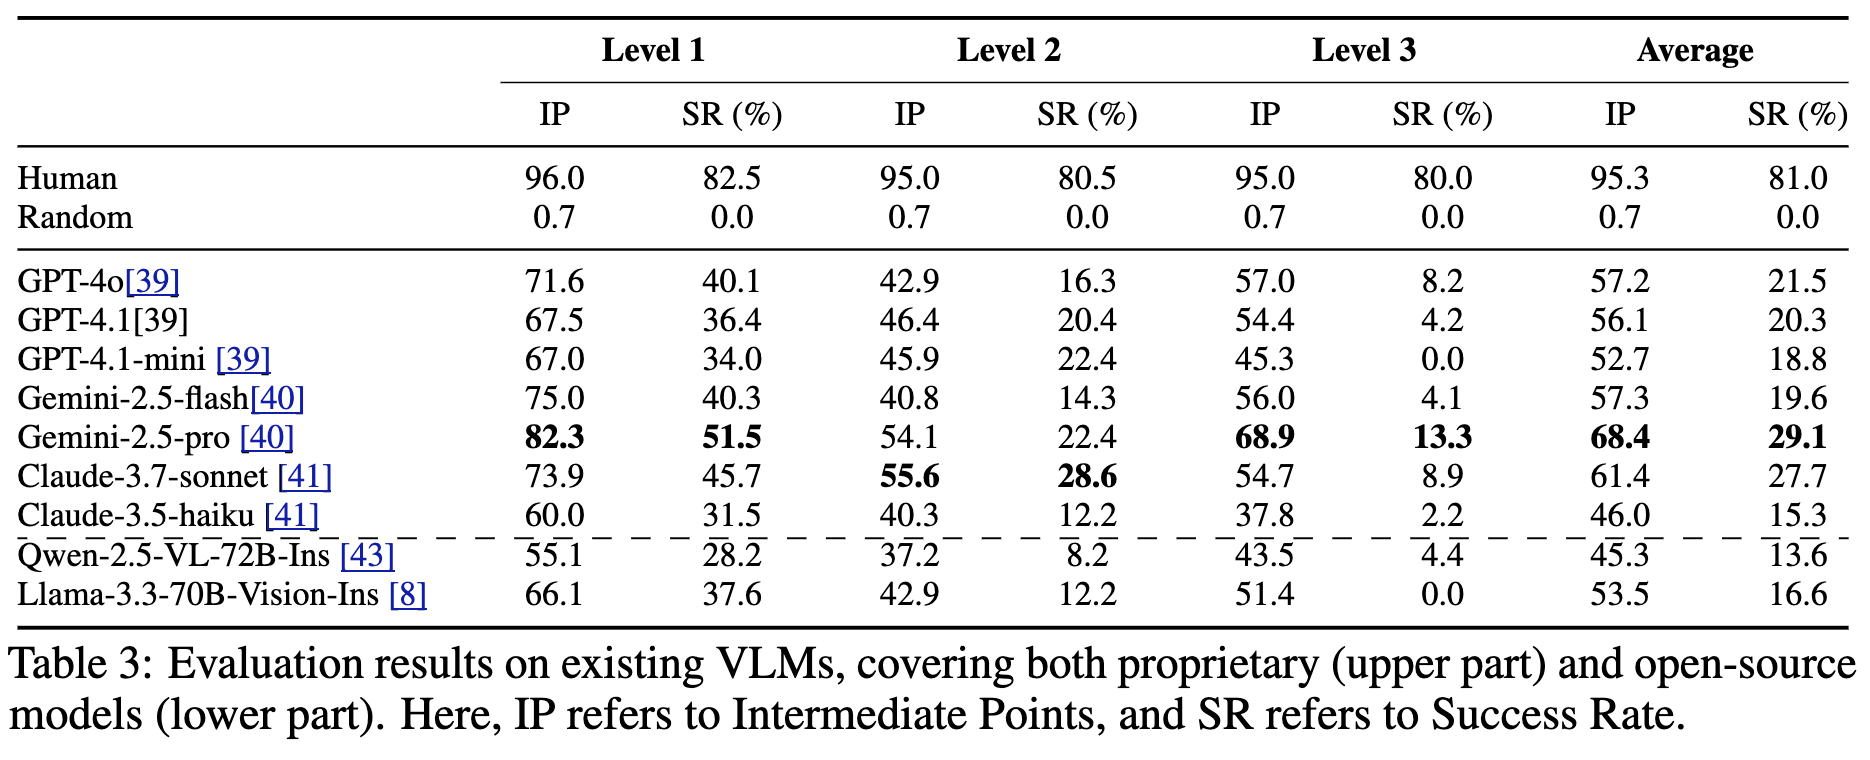 Level 1 Level 2 Level 3 Average
IP SR (%) IP SR (%) IP SR (%) IP SR (%)
Human 96.0 82.5 95.0 80.5 95.0 80.0 95.3 81.0
Random 0.7 0.0 0.7 0.0 0.7 0.0 0.7 0.0
GPT-4o[39] 71.6 40.1 42.9 16.3 57.0 8.2 57.2 21.5
GPT-4.1[39] 67.5 36.4 46.4 20.4 54.4 4.2 56.1 20.3
GPT-4.1-mini [39] 67.0 34.0 45.9 22.4 45.3 0.0 52.7 18.8
Gemini-2.5-flash[40] 75.0 40.3 40.8 14.3 56.0 4.1 57.3 19.6
Gemini-2.5-pro [40] 82.3 51.5 54.1 22.4 68.9 13.3 68.4 29.1
Claude-3.7-sonnet [41] 73.9 45.7 55.6 28.6 54.7 8.9 61.4 27.7
Claude-3.5-haiku [41] 60.0 31.5 40.3 12.2 37.8 2.2 46.0 15.3
Qwen-2.5-VL-72B-Ins [43] 55.1 28.2 37.2 8.2 43.5 4.4 45.3 13.6
Llama-3.3-70B-Vision-Ins [8] 66.1 37.6 42.9 12.2 51.4 0.0 53.5 16.6
Table 3: Evaluation results on existing VLMs, covering both proprietary (upper part) and open-source
models (lower part). Here, IP refers to Intermediate Points, and SR refers to Success Rate.